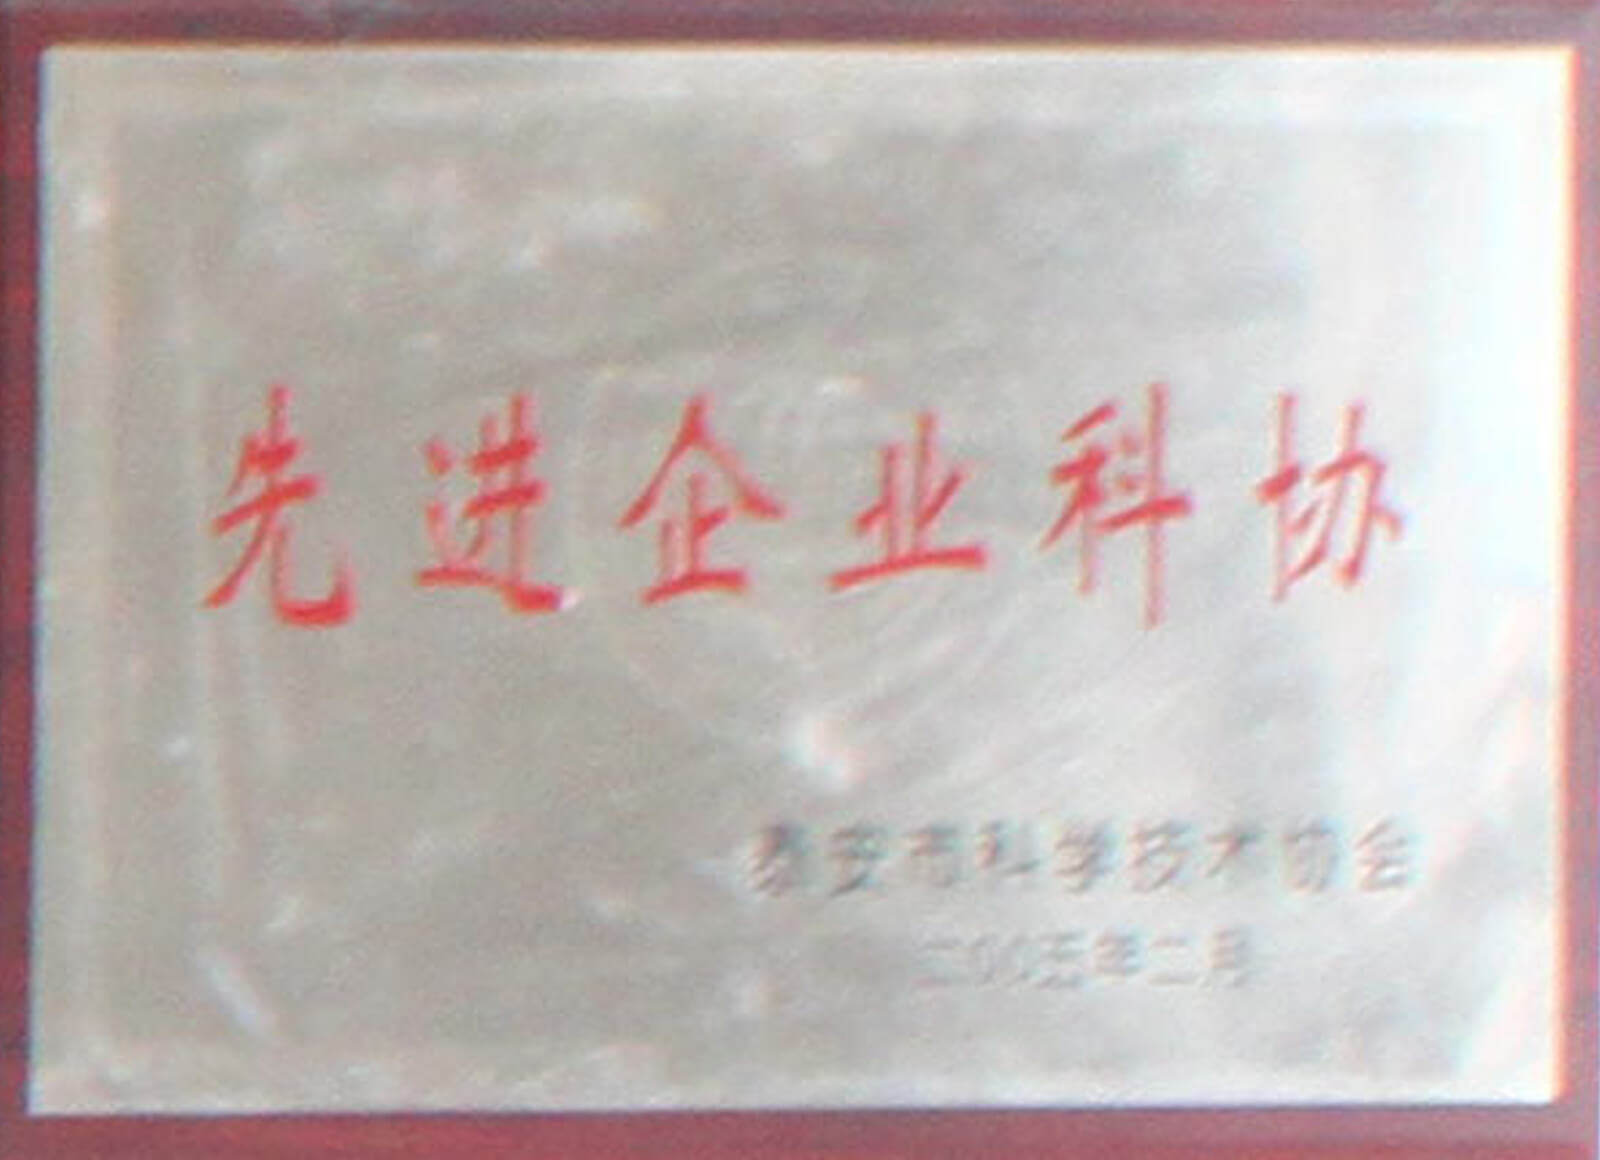 先进企业科协
泰安市科学技术协会
二00五年二月